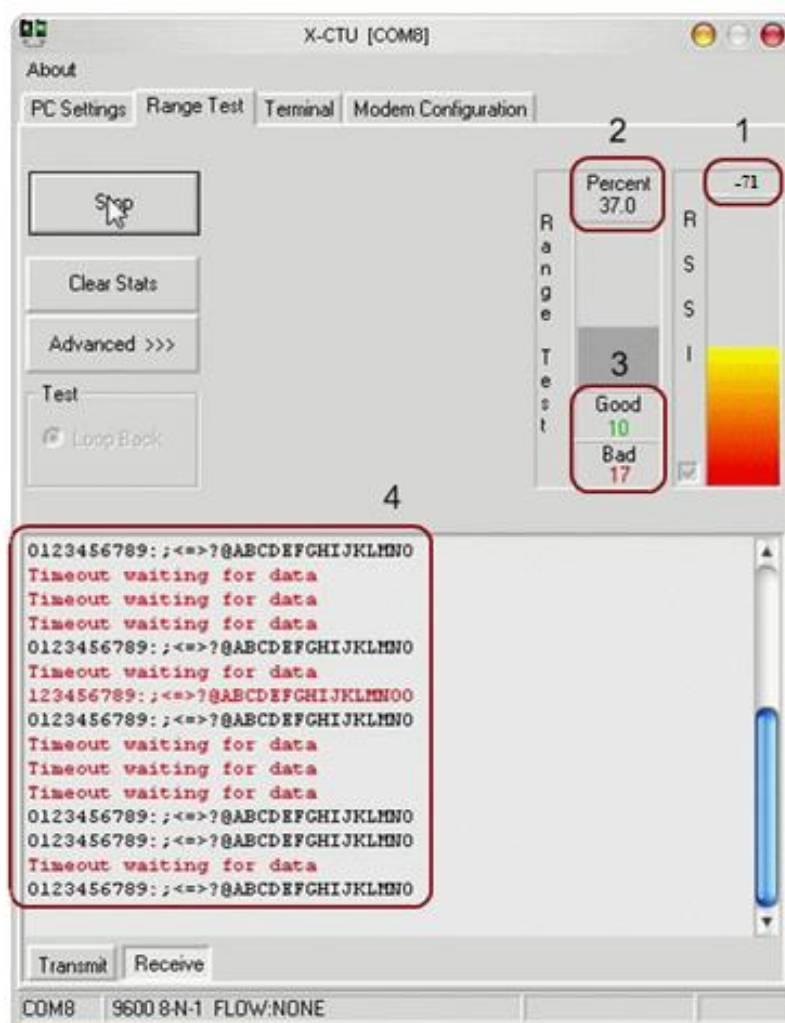 X-CTU [COM8]
About
PC Settings Range Test Terminal Modem Configuration
2 1
Stop
Clear Stats
Advanced >>>
Test
Loop Back
Range Test
Percent
37.0
3
Good
10
Bad
17
RSSI
-71
4
0123456789:;<=>?@ABCDEFGHIJKLMNO
Timeout waiting for data
Timeout waiting for data
Timeout waiting for data
0123456789:;<=>?@ABCDEFGHIJKLMNO
Timeout waiting for data
123456789:;<=>?@ABCDEFGHIJKLMNOO
0123456789:;<=>?@ABCDEFGHIJKLMNO
Timeout waiting for data
Timeout waiting for data
Timeout waiting for data
0123456789:;<=>?@ABCDEFGHIJKLMNO
0123456789:;<=>?@ABCDEFGHIJKLMNO
Timeout waiting for data
0123456789:;<=>?@ABCDEFGHIJKLMNO
Transmit Receive
COM8 9600 8-N-1 FLOW:NONE